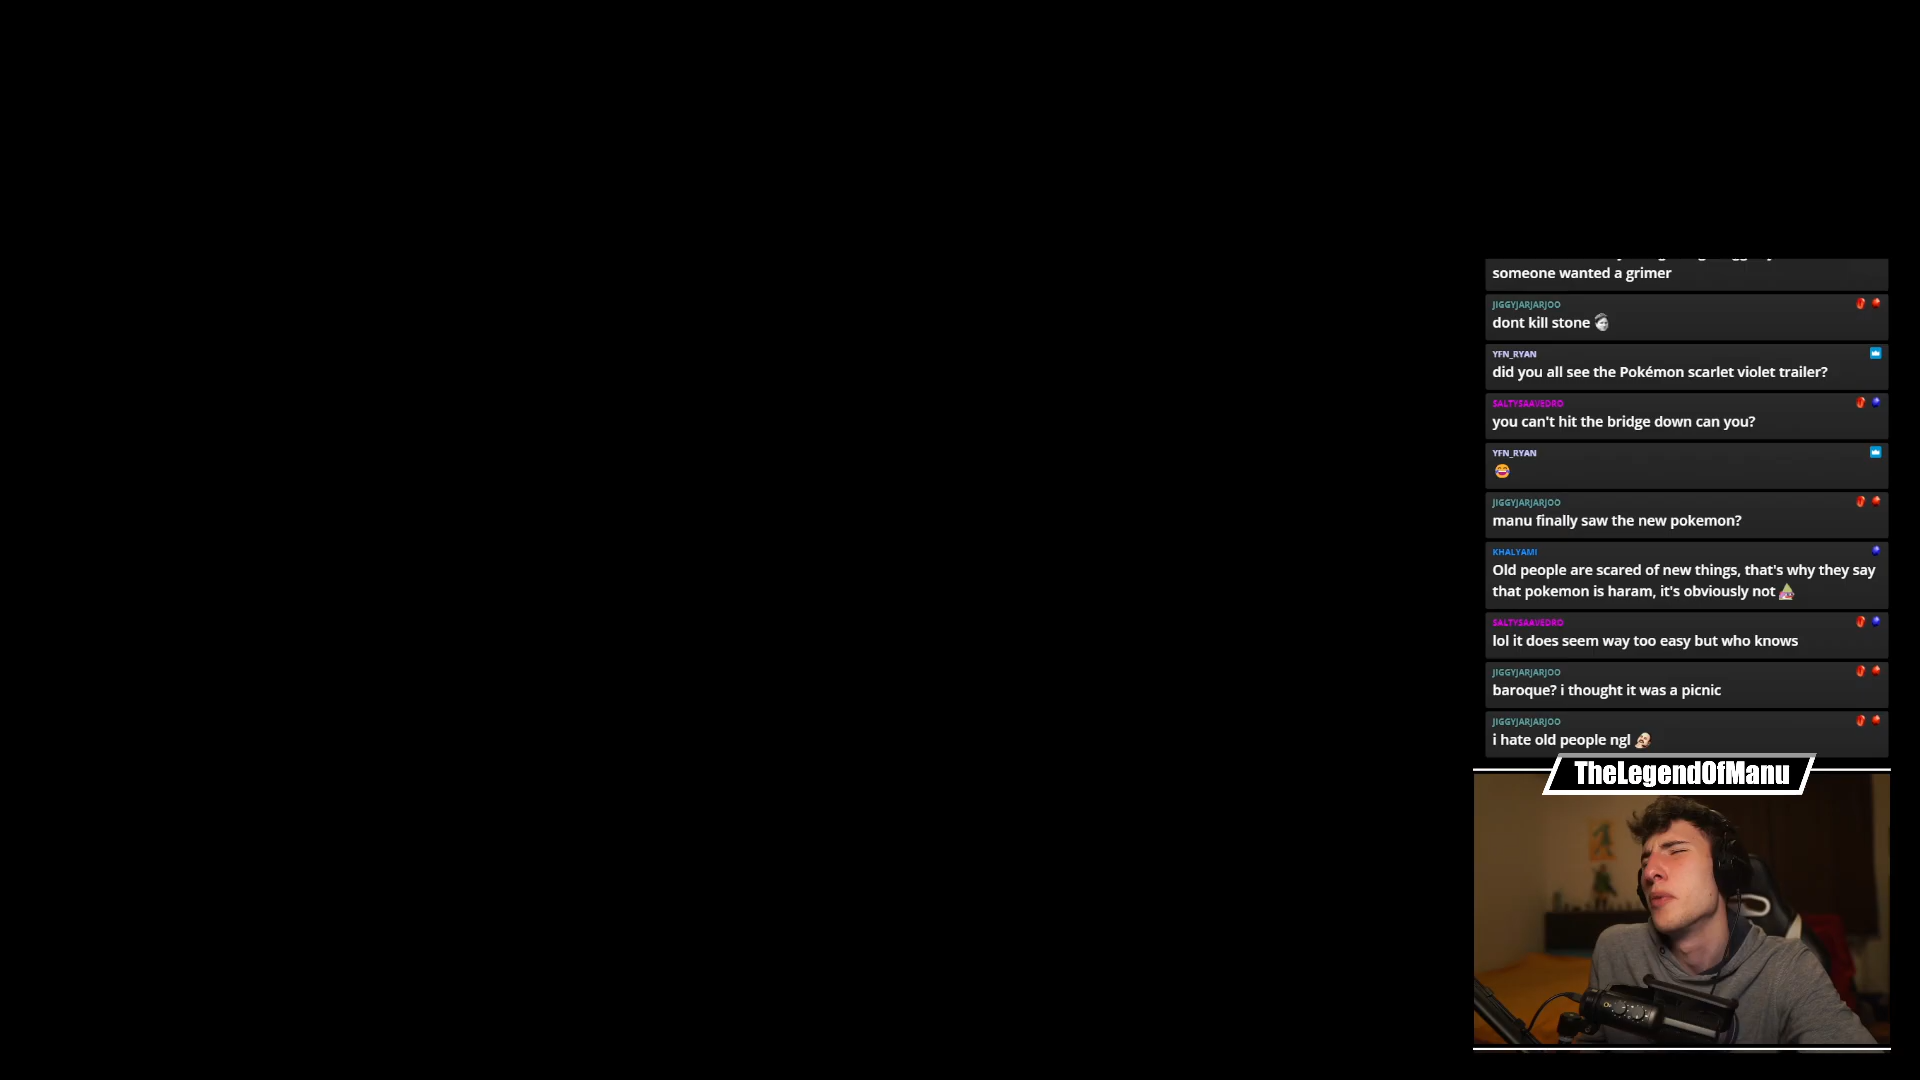 someone wanted a grimer
JIGGYJARJARJOO
dont kill stone
YFN_RYAN
did you all see the Pokémon scarlet violet trailer?
SALTYSAAVEDRO
you can't hit the bridge down can you?
YFN_RYAN
JIGGYJARJARJOO
manu finally saw the new pokemon?
KHALYAMI
Old people are scared of new things, that's why they say
that pokemon is haram, it's obviously not
SALTYSAAVEDRO
lol it does seem way too easy but who knows
JIGGYJARJARJOO
baroque? i thought it was a picnic
JIGGYJARJARJOO
i hate old people ngl
TheLegendOfManu